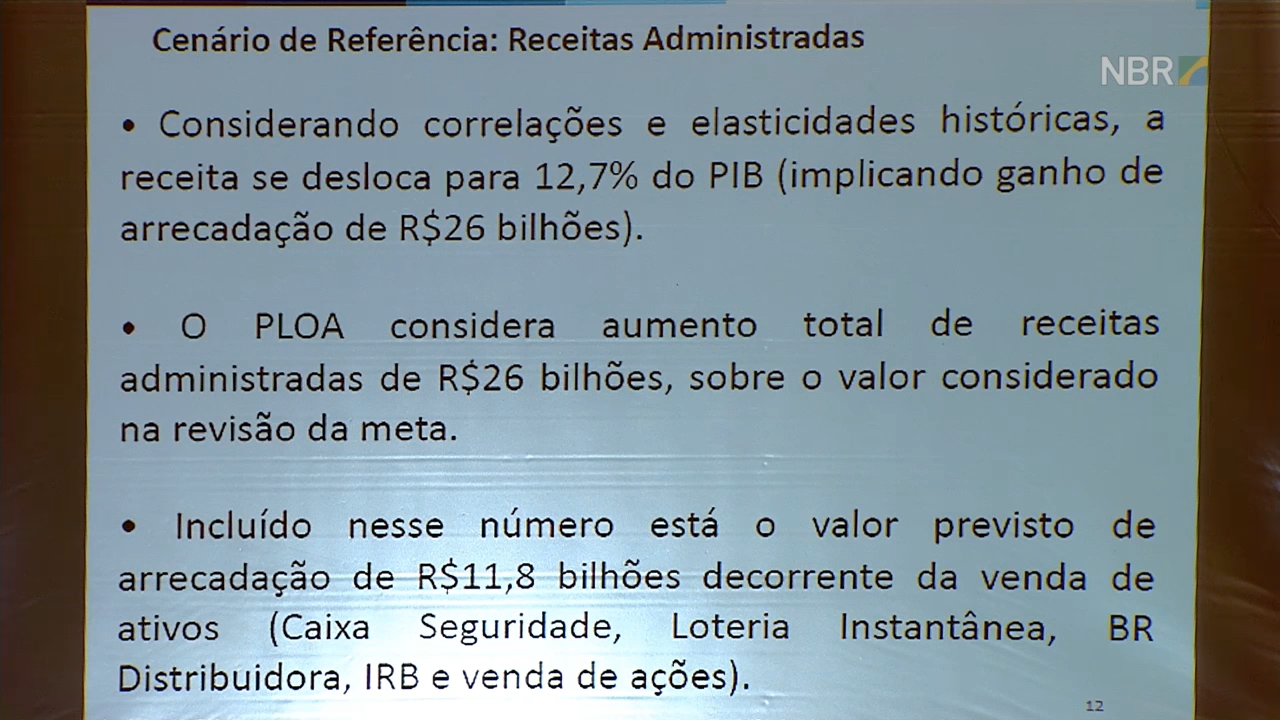 Cenário de Referência: Receitas Administradas
NBR
• Considerando correlações e elasticidades históricas, a
receita se desloca para 12,7% do PIB (implicando ganho de
arrecadação de R$26 bilhões).
• O PLOA considera aumento total de receitas
administradas de R$26 bilhões, sobre o valor considerado
na revisão da meta.
• Incluído nesse número está o valor previsto de
arrecadação de R$11,8 bilhões decorrente da venda de
ativos (Caixa Seguridade, Loteria Instantânea, BR
Distribuidora, IRB e venda de ações).
12